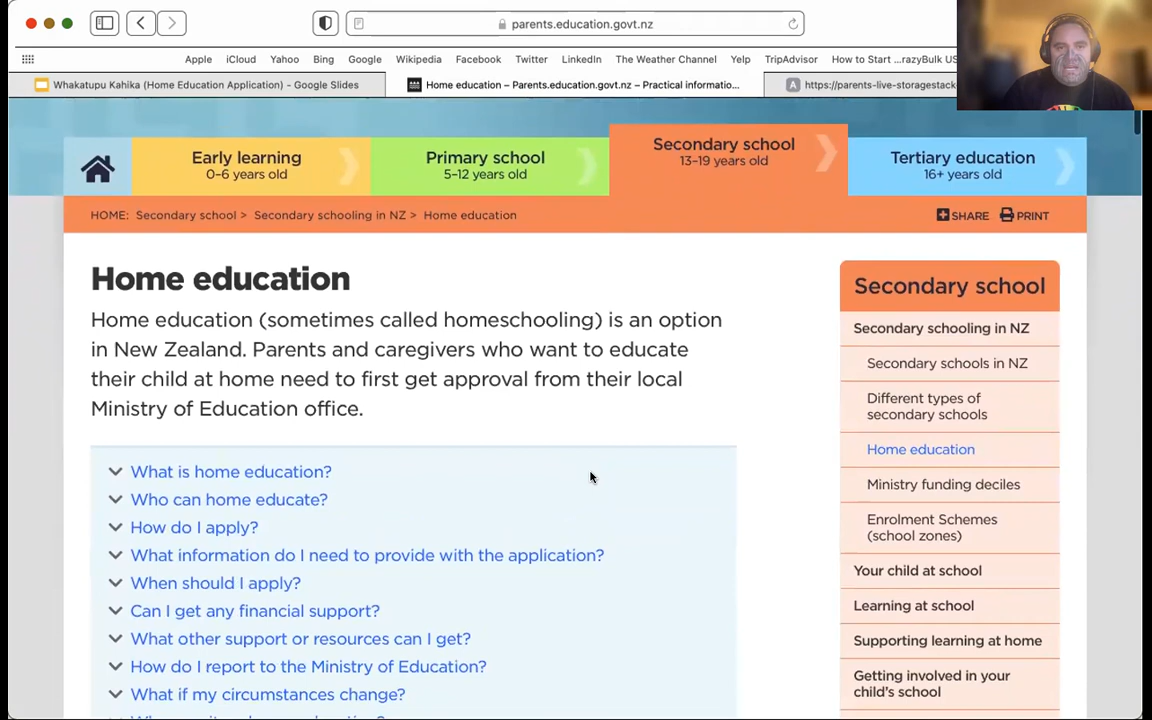 parents.education.govt.nz
Apple iCloud Yahoo Bing Google Wikipedia Facebook Twitter LinkedIn The Weather Channel Yelp TripAdvisor How to Start ...razyBulk US
Whakatupu Kahika (Home Education Application) - Google Slides
Home education – Parents.education.govt.nz – Practical informatio...
A https://parents-live-storagestack
Early learning
0–6 years old
Primary school
5–12 years old
Secondary school
13–19 years old
Tertiary education
16+ years old
HOME: Secondary school > Secondary schooling in NZ > Home education
SHARE PRINT
Home education
Home education (sometimes called homeschooling) is an option
in New Zealand. Parents and caregivers who want to educate
their child at home need to first get approval from their local
Ministry of Education office.
What is home education?
Who can home educate?
How do I apply?
What information do I need to provide with the application?
When should I apply?
Can I get any financial support?
What other support or resources can I get?
How do I report to the Ministry of Education?
What if my circumstances change?
Secondary school
Secondary schooling in NZ
Secondary schools in NZ
Different types of
secondary schools
Home education
Ministry funding deciles
Enrolment Schemes
(school zones)
Your child at school
Learning at school
Supporting learning at home
Getting involved in your
child's school